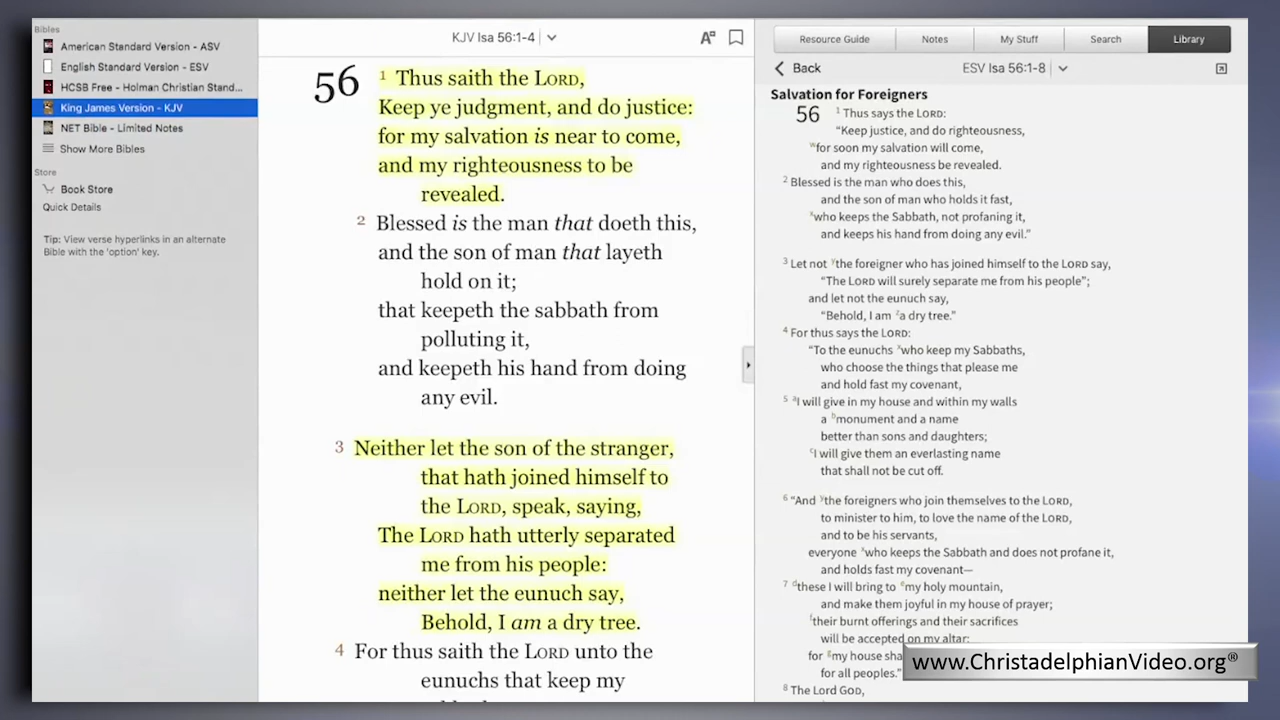 Bibles
American Standard Version - ASV
English Standard Version - ESV
HCSB Free - Holman Christian Stand...
King James Version - KJV
NET Bible - Limited Notes
Show More Bibles
Store
Book Store
Quick Details
Tip: View verse hyperlinks in an alternate
Bible with the 'option' key.
KJV Isa 56:1-4
56
1 Thus saith the LORD,
Keep ye judgment, and do justice:
for my salvation is near to come,
and my righteousness to be
revealed.
2 Blessed is the man that doeth this,
and the son of man that layeth
hold on it;
that keepeth the sabbath from
polluting it,
and keepeth his hand from doing
any evil.
3 Neither let the son of the stranger,
that hath joined himself to
the LORD, speak, saying,
The LORD hath utterly separated
me from his people:
neither let the eunuch say,
Behold, I am a dry tree.
4 For thus saith the LORD unto the
eunuchs that keep my
Resource Guide
Notes
My Stuff
Search
Library
Back
ESV Isa 56:1-8
Salvation for Foreigners
56 1 Thus says the LORD:
“Keep justice, and do righteousness,
w for soon my salvation will come,
and my righteousness be revealed.
2 Blessed is the man who does this,
and the son of man who holds it fast,
x who keeps the Sabbath, not profaning it,
and keeps his hand from doing any evil.”
3 Let not y the foreigner who has joined himself to the LORD say,
“The LORD will surely separate me from his people”;
and let not the eunuch say,
“Behold, I am z a dry tree.”
4 For thus says the LORD:
“To the eunuchs x who keep my Sabbaths,
who choose the things that please me
and hold fast my covenant,
5 a I will give in my house and within my walls
a b monument and a name
better than sons and daughters;
c I will give them an everlasting name
that shall not be cut off.
6 “And y the foreigners who join themselves to the LORD,
to minister to him, to love the name of the LORD,
and to be his servants,
everyone x who keeps the Sabbath and does not profane it,
and holds fast my covenant—
7 d these I will bring to e my holy mountain,
and make them joyful in my house of prayer;
f their burnt offerings and their sacrifices
will be accepted on my altar;
for g my house sha
for all peoples.”
8 The Lord GOD,
www.ChristadelphianVideo.org®